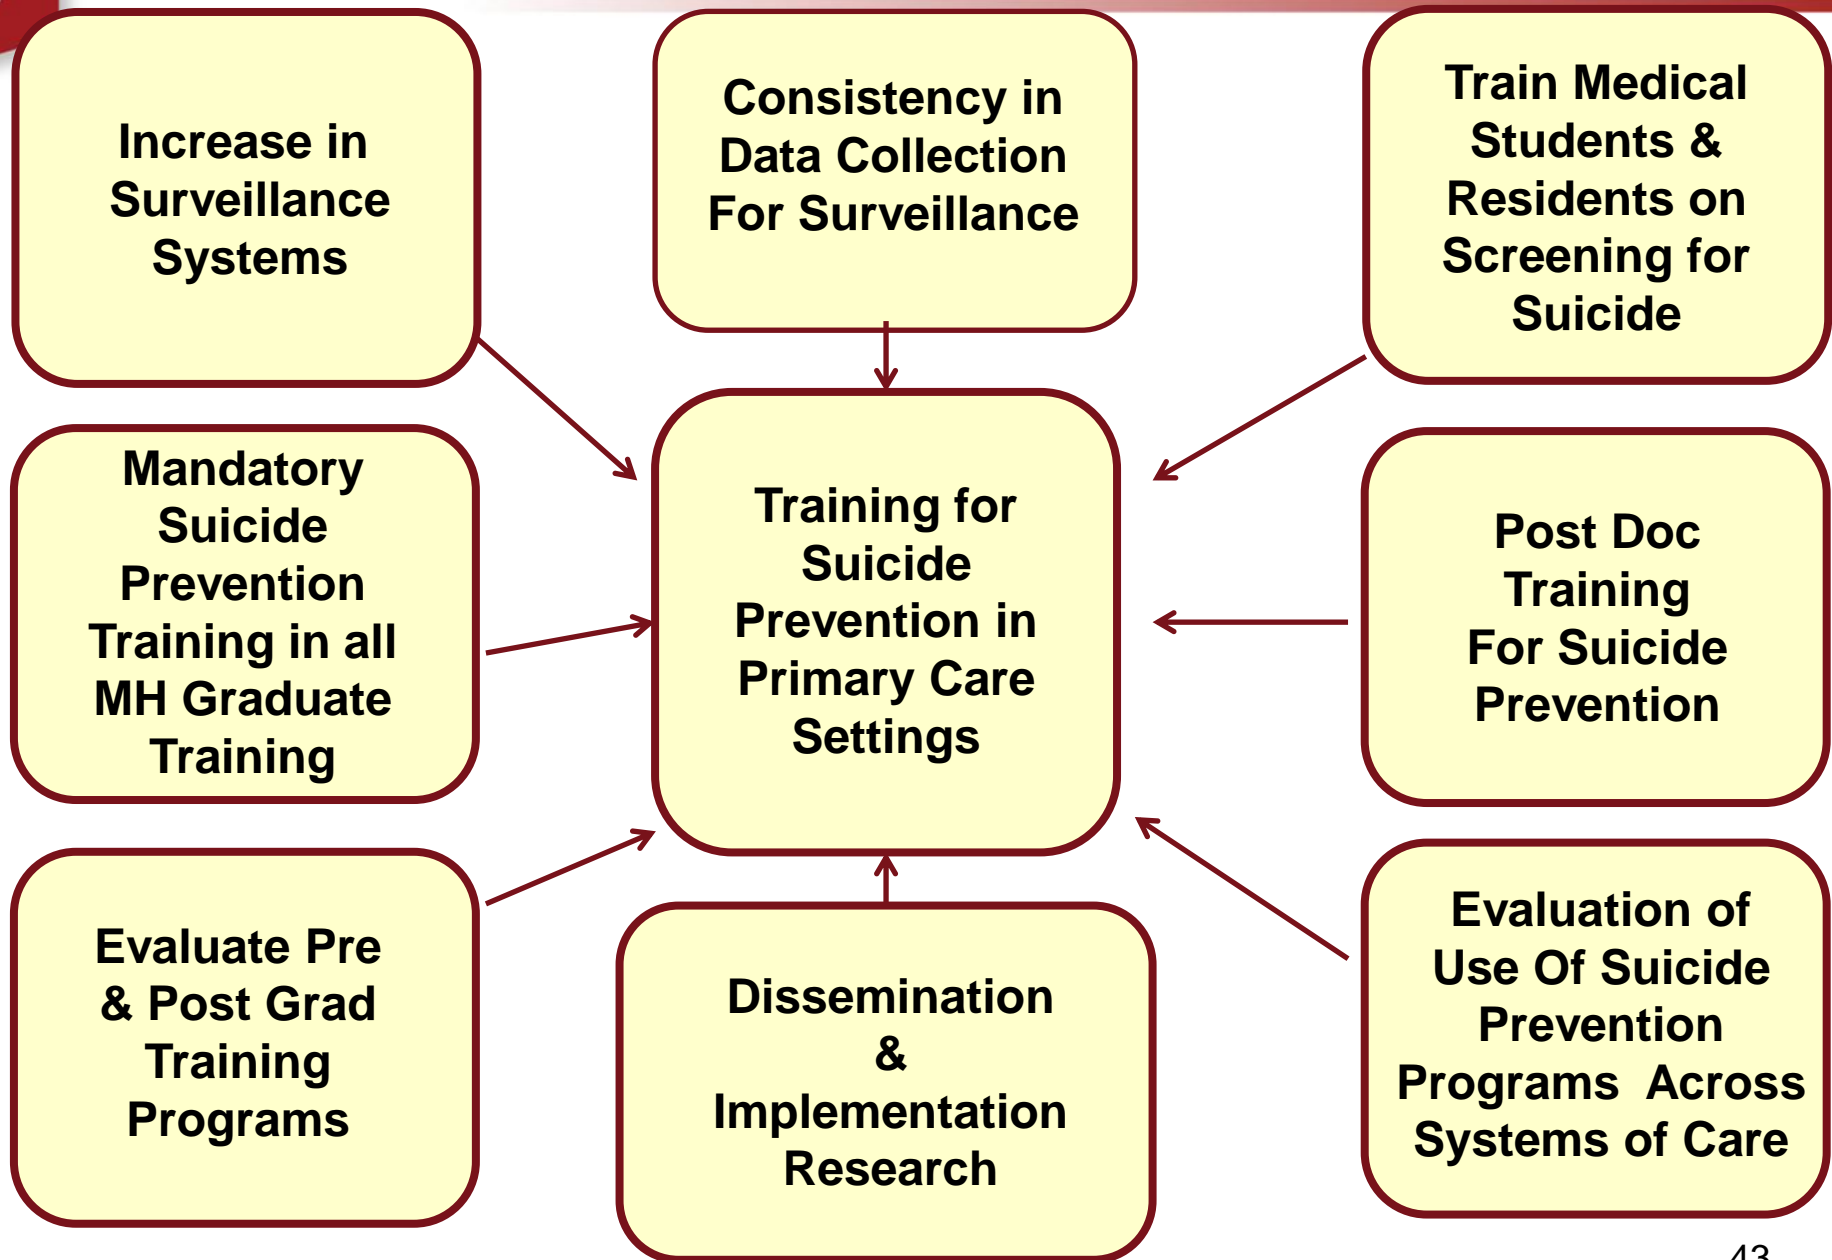 Increase in
Surveillance
Systems
Consistency in
Data Collection
For Surveillance
Train Medical
Students &
Residents on
Screening for
Suicide
Mandatory
Suicide
Prevention
Training in all
MH Graduate
Training
Training for
Suicide
Prevention in
Primary Care
Settings
Post Doc
Training
For Suicide
Prevention
Evaluate Pre
& Post Grad
Training
Programs
Dissemination
&
Implementation
Research
Evaluation of
Use Of Suicide
Prevention
Programs  Across
Systems of Care
43